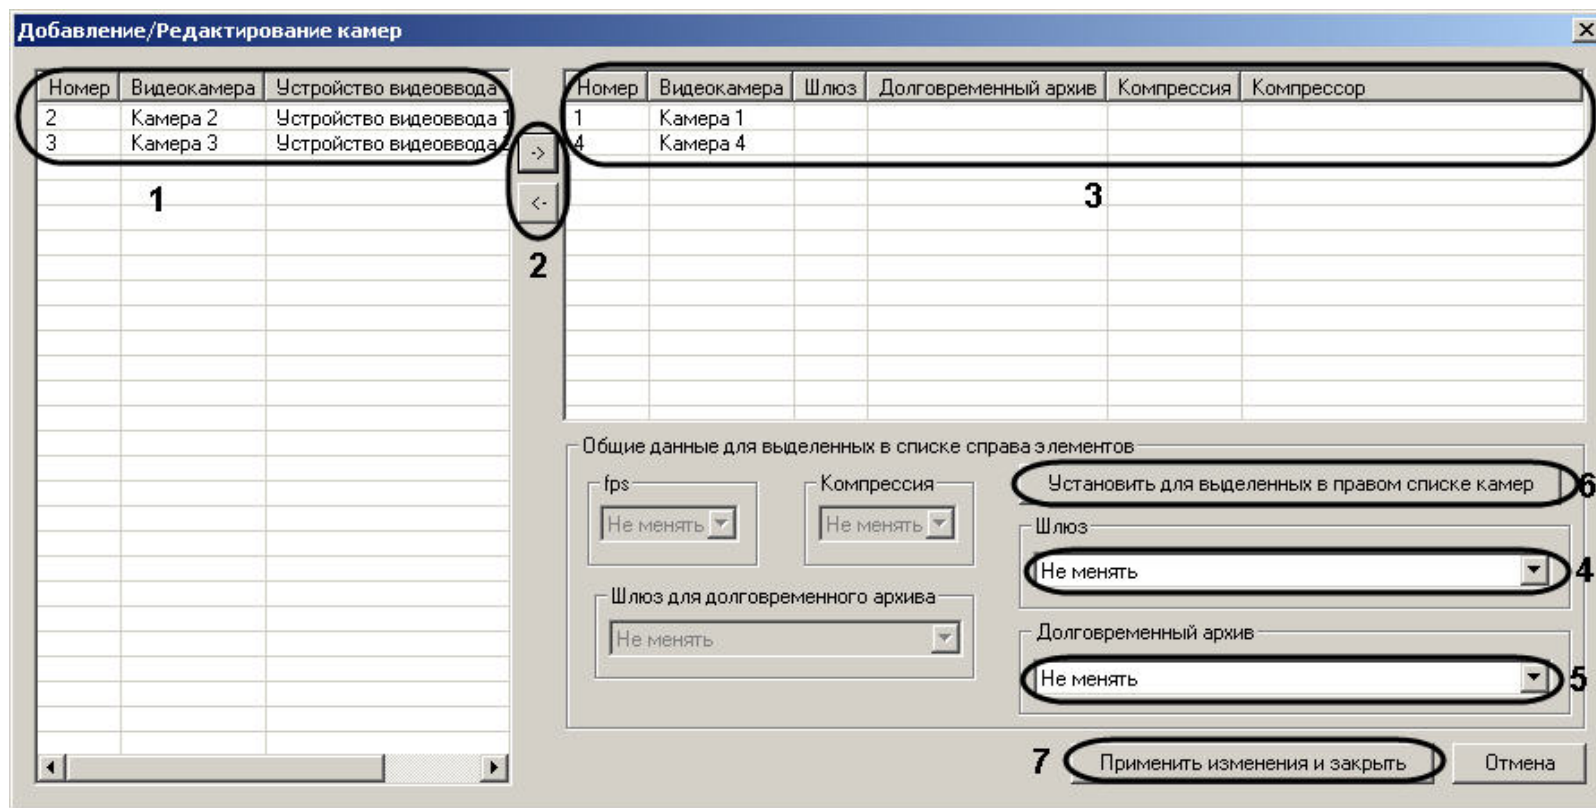 Добавление/Редактирование камер
Номер Видеокамера Устройство видеоввода
2 Камера 2 Устройство видеоввода 1
3 Камера 3 Устройство видеоввода
1
->
<-
2
Номер Видеокамера Шлюз Долговременный архив Компрессия Компрессор
1 Камера 1
4 Камера 4
3
Общие данные для выделенных в списке справа элементов
fps
Не менять
Компрессия
Не менять
Установить для выделенных в правом списке камер 6
Шлюз
Не менять 4
Шлюз для долговременного архива
Не менять
Долговременный архив
Не менять 5
7 Применить изменения и закрыть Отмена